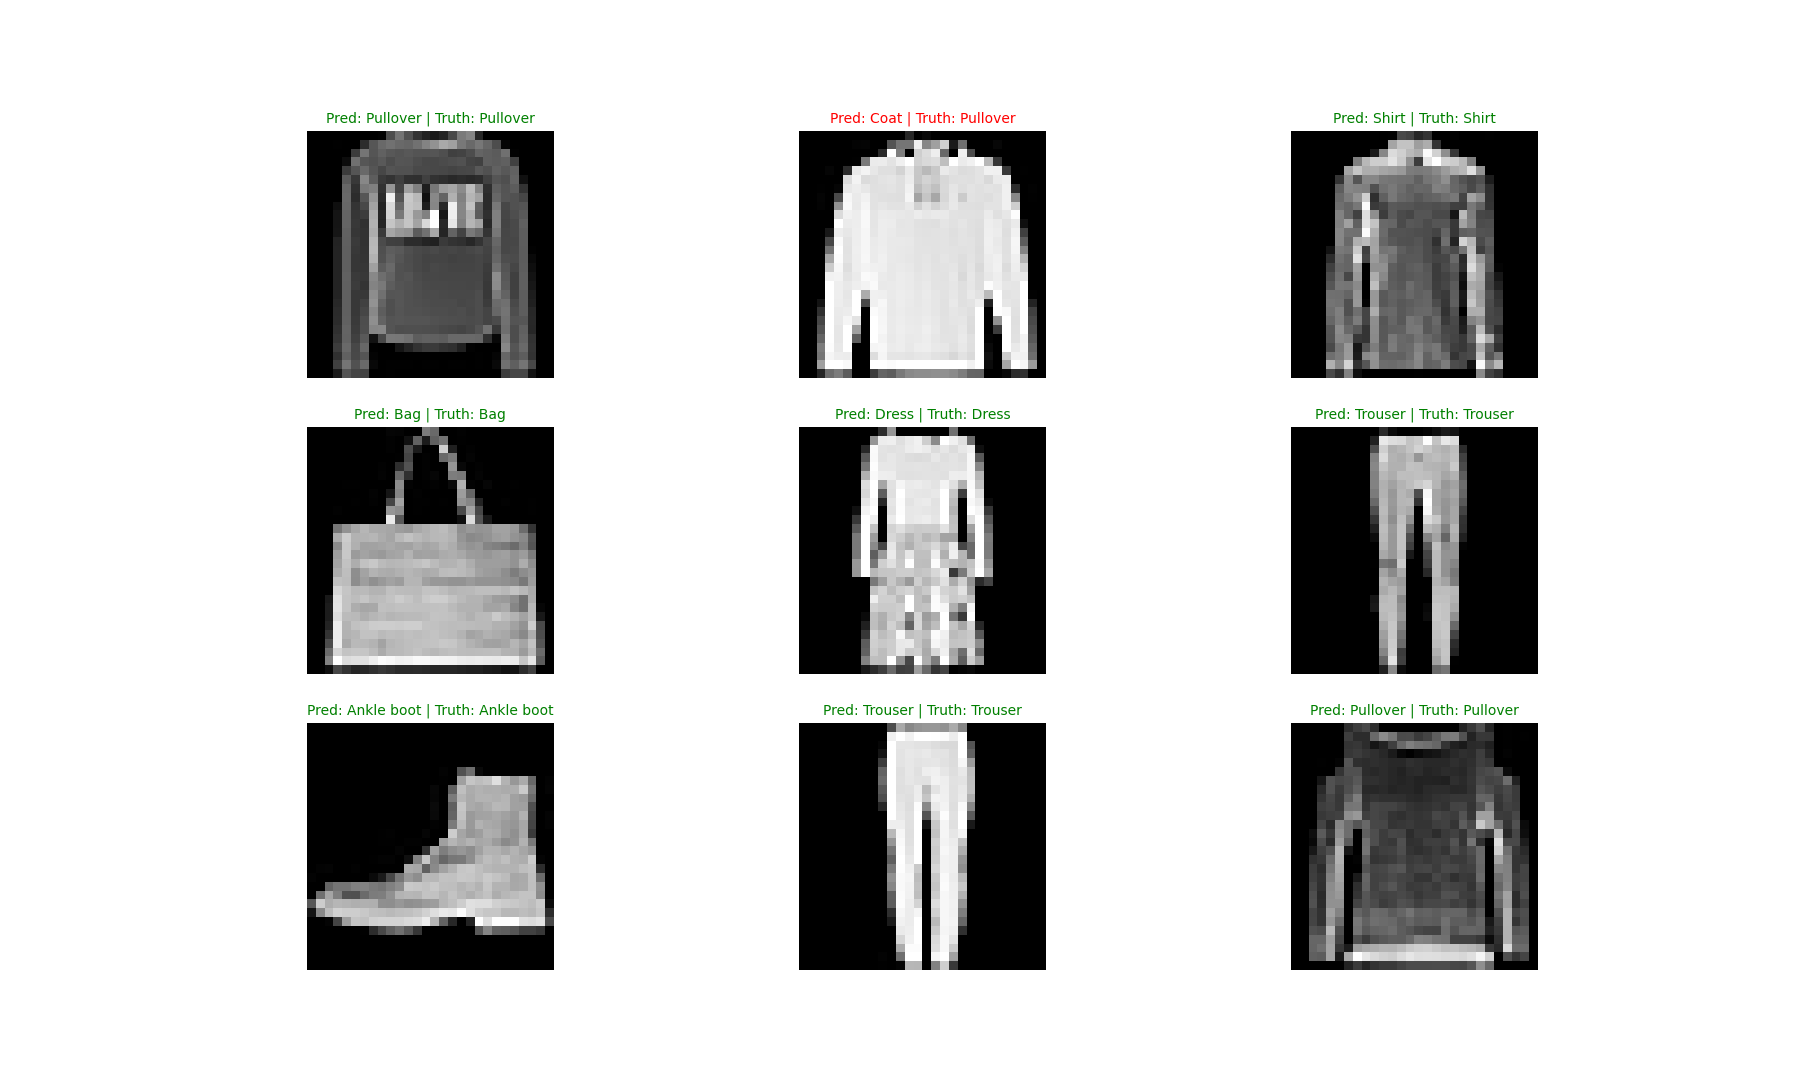 Pred: Pullover | Truth: Pullover
Pred: Coat | Truth: Pullover
Pred: Shirt | Truth: Shirt
Pred: Bag | Truth: Bag
Pred: Dress | Truth: Dress
Pred: Trouser | Truth: Trouser
Pred: Ankle boot | Truth: Ankle boot
Pred: Trouser | Truth: Trouser
Pred: Pullover | Truth: Pullover